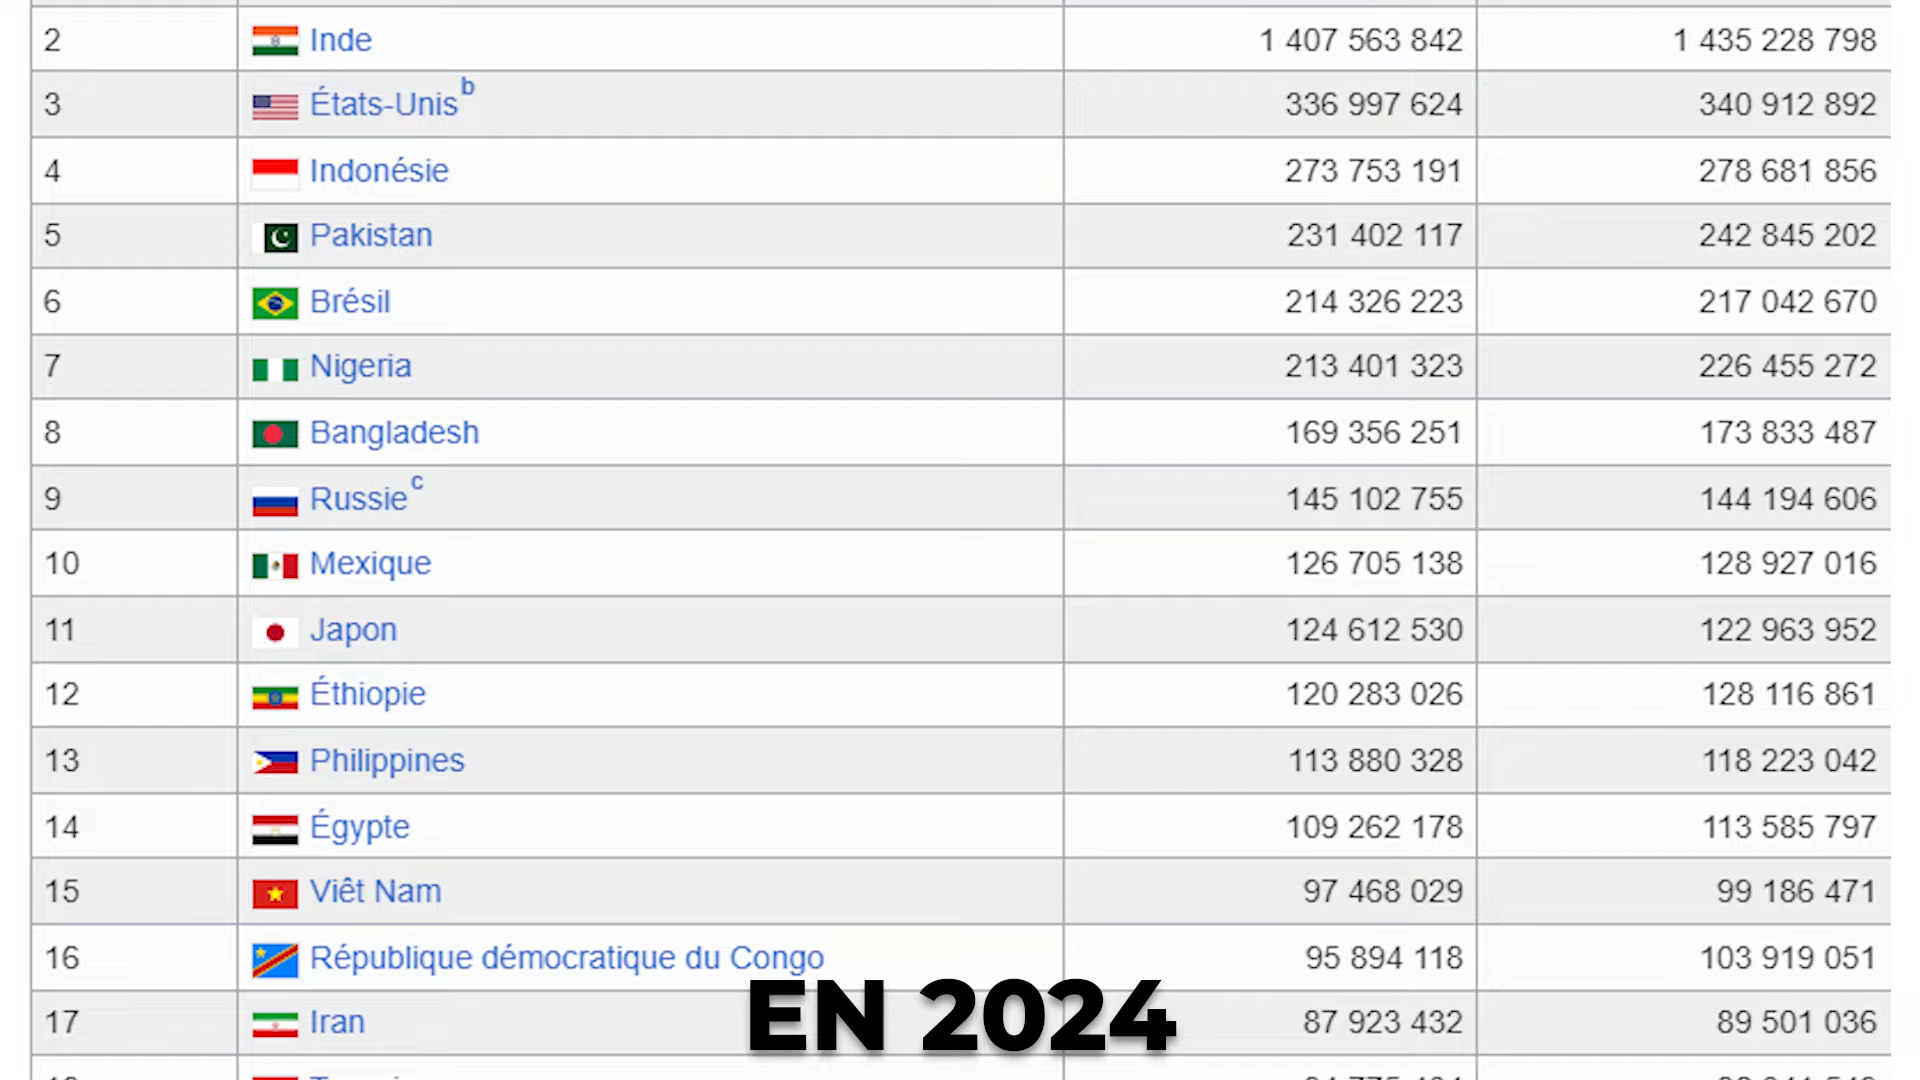 2 Inde 1 407 563 842 1 435 228 798
3 États-Unis b 336 997 624 340 912 892
4 Indonésie 273 753 191 278 681 856
5 Pakistan 231 402 117 242 845 202
6 Brésil 214 326 223 217 042 670
7 Nigeria 213 401 323 226 455 272
8 Bangladesh 169 356 251 173 833 487
9 Russie c 145 102 755 144 194 606
10 Mexique 126 705 138 128 927 016
11 Japon 124 612 530 122 963 952
12 Éthiopie 120 283 026 128 116 861
13 Philippines 113 880 328 118 223 042
14 Égypte 109 262 178 113 585 797
15 Viêt Nam 97 468 029 99 186 471
16 République démocratique du Congo 95 894 118 103 919 051
17 Iran 87 923 432 89 501 036
EN 2024